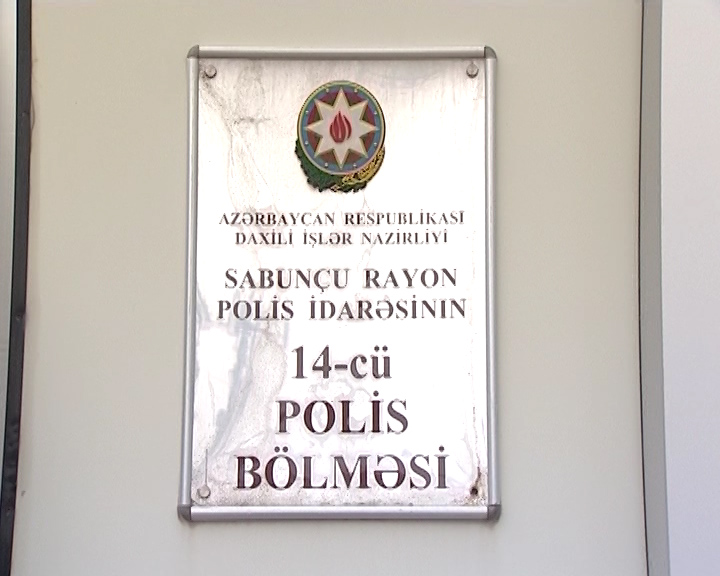 AZƏRBAYCAN RESPUBLİKASI
DAXİLİ İŞLƏR NAZİRLİYİ
SABUNÇU RAYON
POLİS İDARƏSİNİN
14-cü
POLİS
BÖLMƏSİ